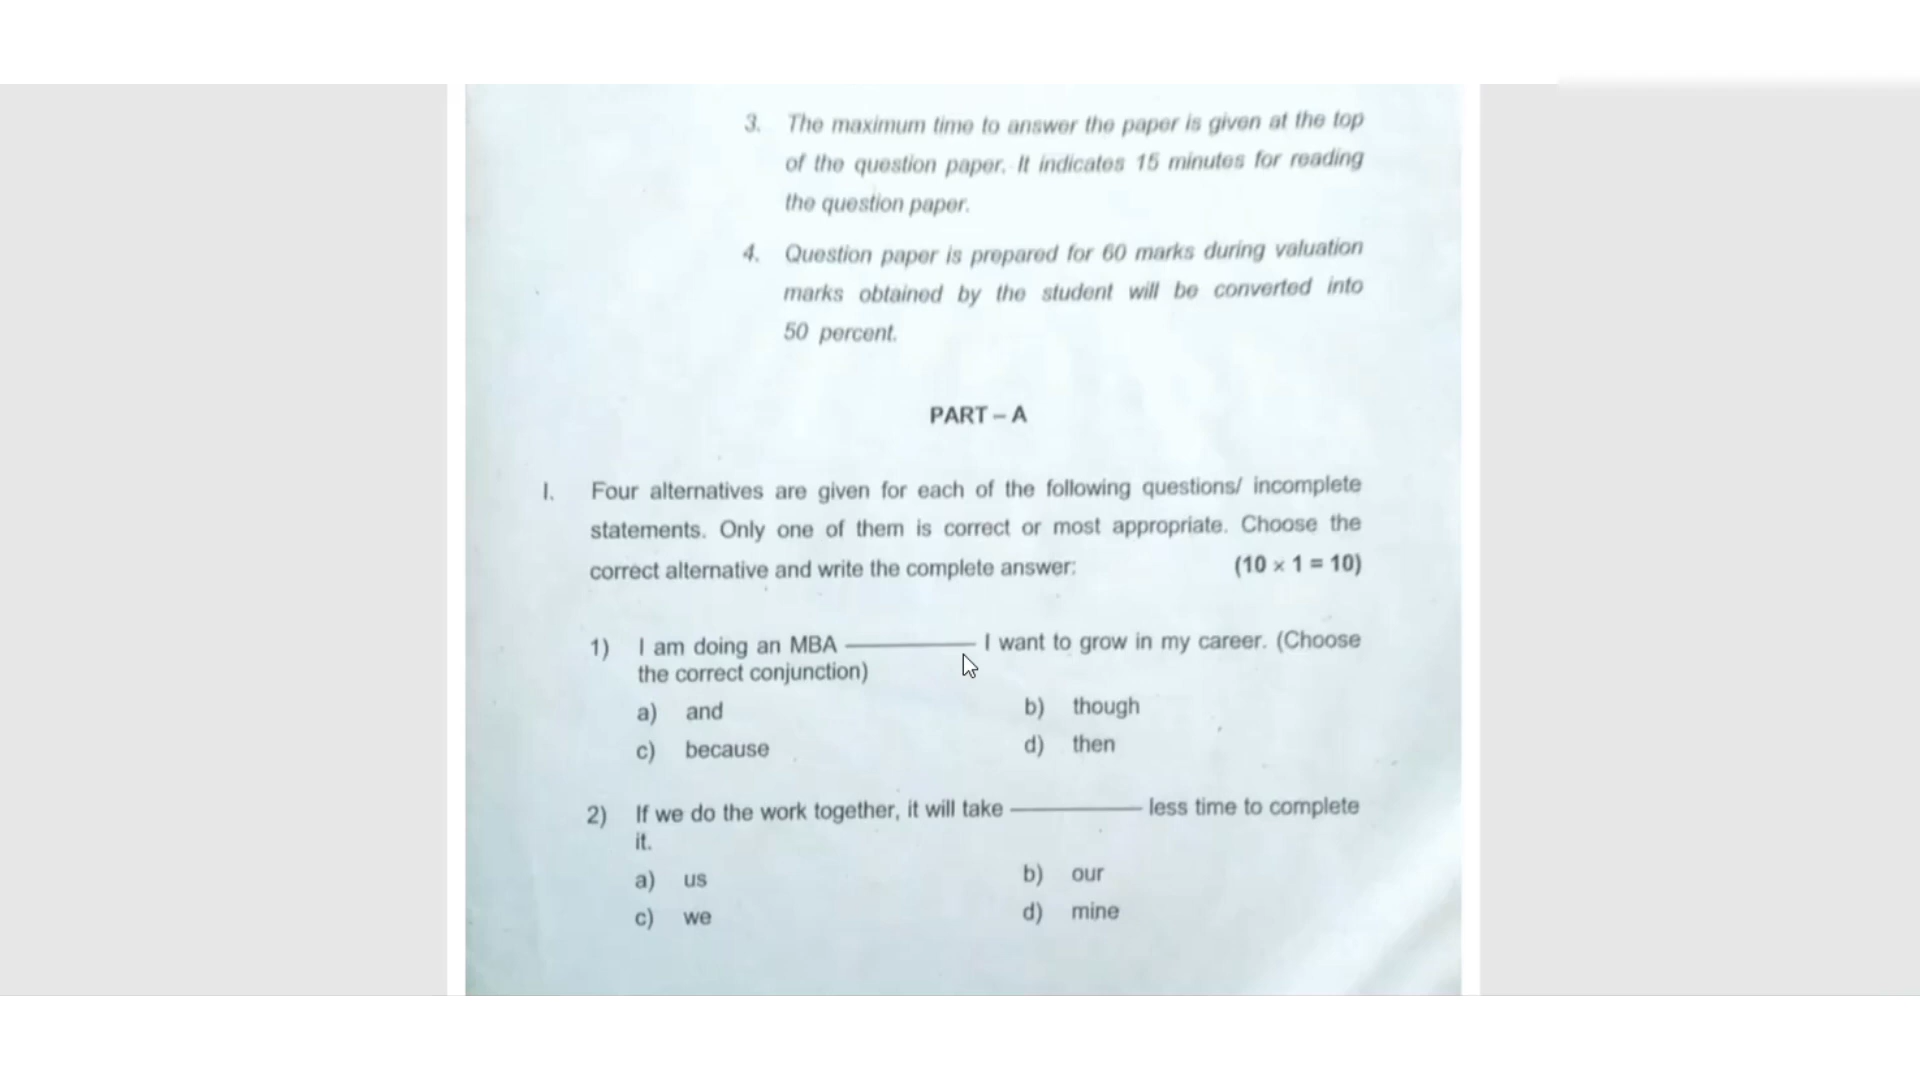 3. The maximum time to answer the paper is given at the top
of the question paper. It indicates 15 minutes for reading
the question paper.
4. Question paper is prepared for 60 marks during valuation
marks obtained by the student will be converted into
50 percent.
PART – A
I. Four alternatives are given for each of the following questions/ incomplete
statements. Only one of them is correct or most appropriate. Choose the
correct alternative and write the complete answer: (10 × 1 = 10)
1) I am doing an MBA ———— I want to grow in my career. (Choose
the correct conjunction)
a) and b) though
c) because d) then
2) If we do the work together, it will take ———— less time to complete
it.
a) us b) our
c) we d) mine